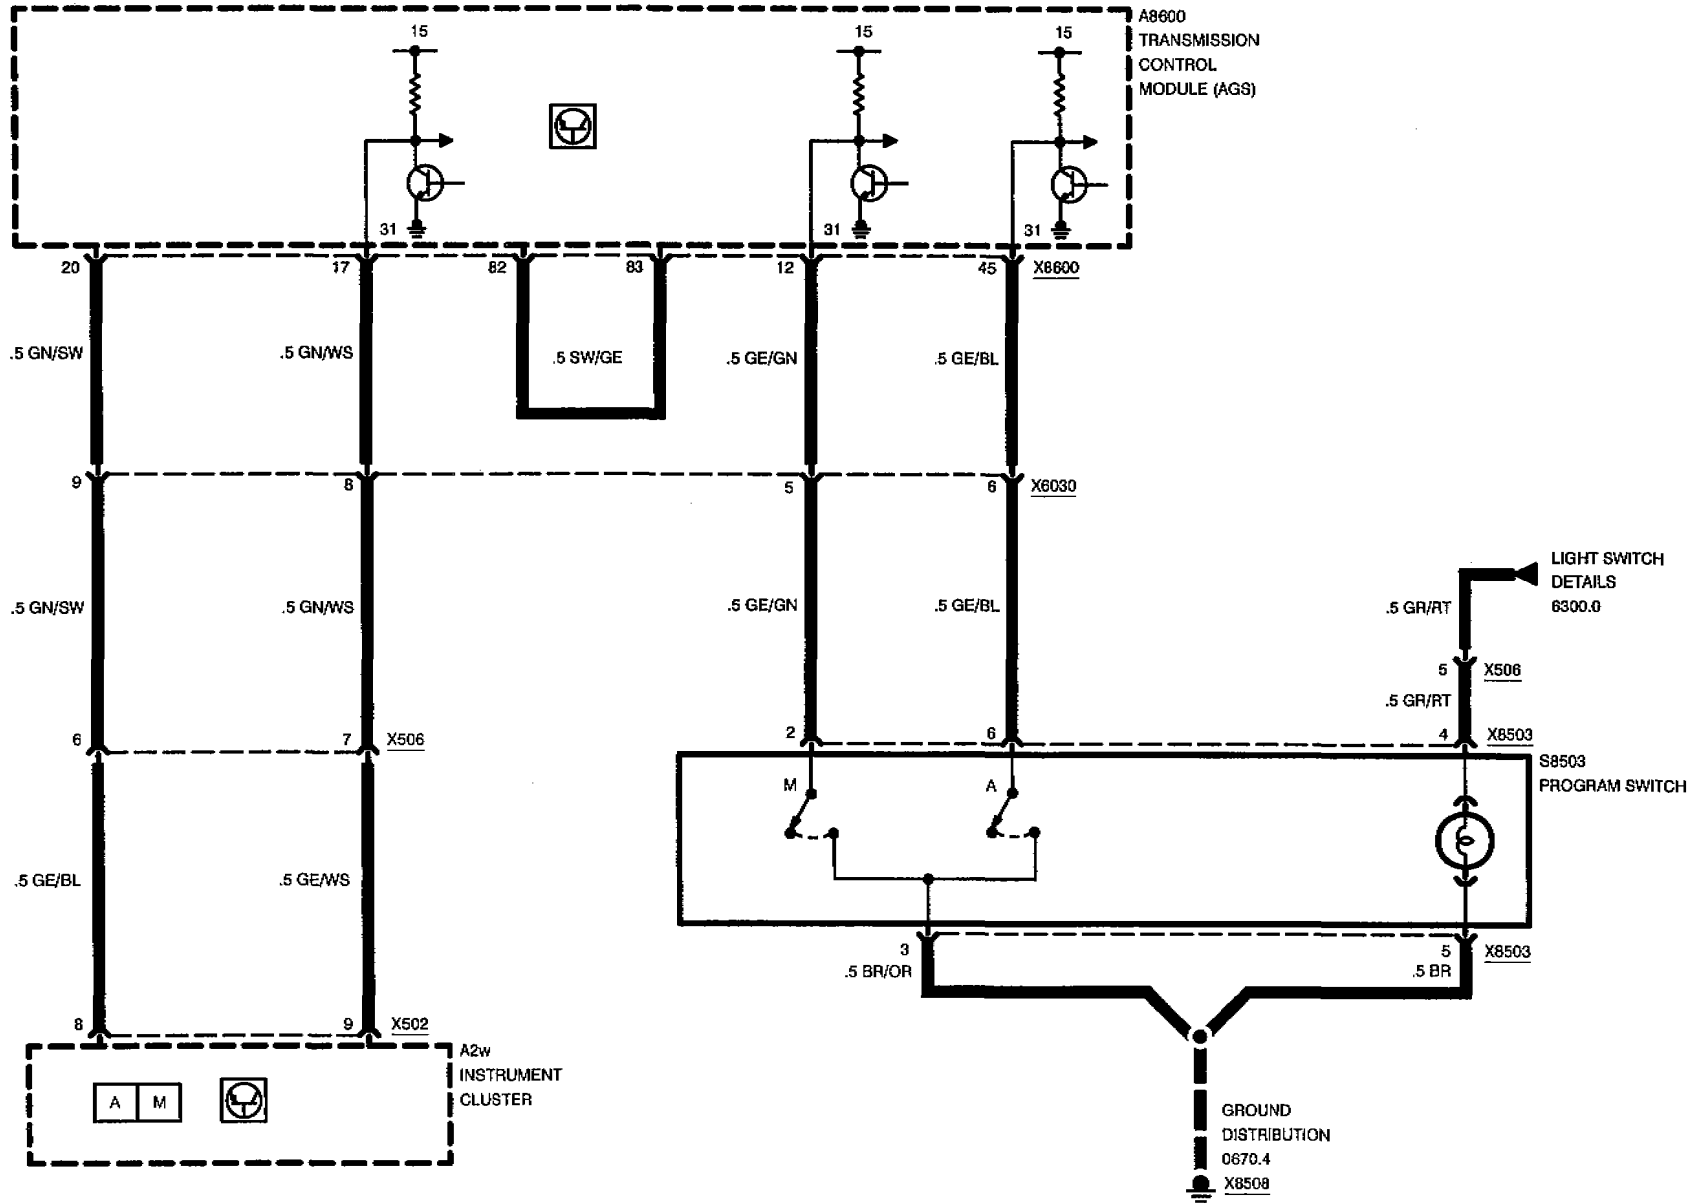 A8600
TRANSMISSION
CONTROL
MODULE (AGS)
15
15
15
31
31
31
20
17
82
83
12
45
X8600
.5 GN/SW
.5 GN/WS
.5 SW/GE
.5 GE/GN
.5 GE/BL
9
8
5
6
X6030
.5 GN/SW
.5 GN/WS
.5 GE/GN
.5 GE/BL
LIGHT SWITCH
DETAILS
6300.0
.5 GR/RT
5
X506
.5 GR/RT
6
7
X506
2
6
4
X8503
S8503
PROGRAM SWITCH
M
A
.5 GE/BL
.5 GE/WS
3
5
X8503
.5 BR/OR
.5 BR
8
9
X502
A2w
INSTRUMENT
CLUSTER
A M
GROUND
DISTRIBUTION
0670.4
X8508